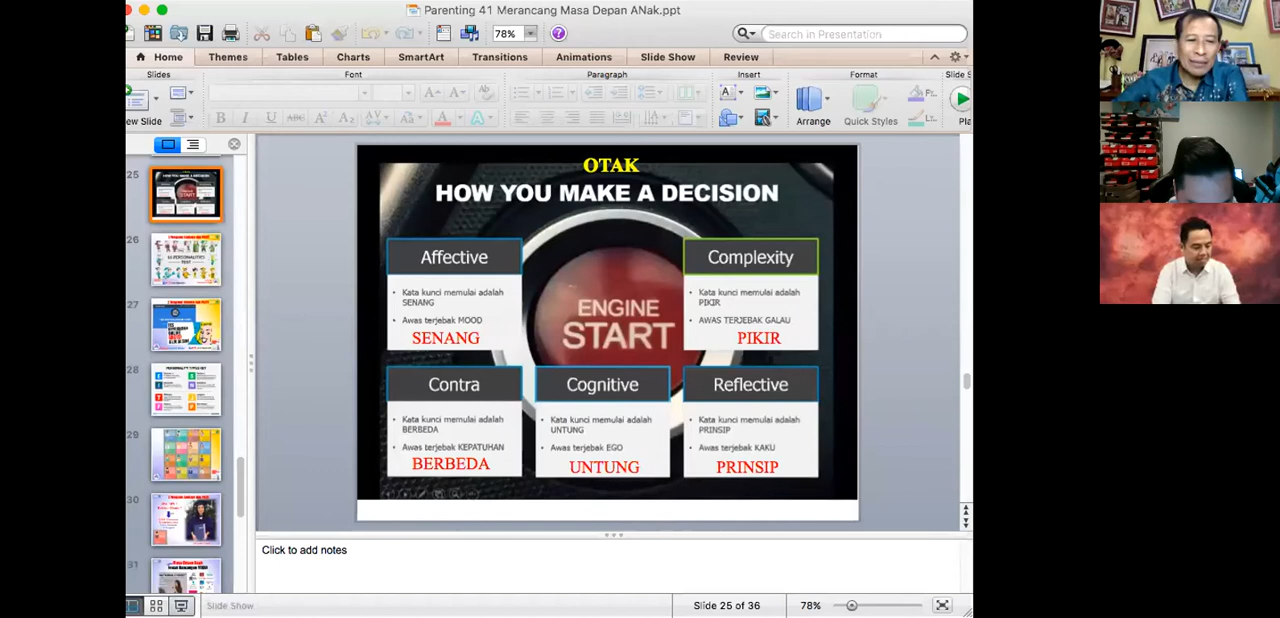 Parenting 41 Merancang Masa Depan ANak.ppt
78%
Search in Presentation
Home
Themes
Tables
Charts
SmartArt
Transitions
Animations
Slide Show
Review
Slides
Font
Paragraph
Insert
Format
Slide S
ew Slide
Arrange
Quick Styles
Pla
25
26
27
28
29
30
31
OTAK
HOW YOU MAKE A DECISION
ENGINE
START
Affective
• Kata kunci memulai adalah
SENANG
• Awas terjebak MOOD
SENANG
Complexity
• Kata kunci memulai adalah
PIKIR
• AWAS TERJEBAK GALAU
PIKIR
Contra
• Kata kunci memulai adalah
BERBEDA
• Awas terjebak KEPATUHAN
BERBEDA
Cognitive
• Kata kunci memulai adalah
UNTUNG
• Awas terjebak EGO
UNTUNG
Reflective
• Kata kunci memulai adalah
PRINSIP
• Awas terjebak KAKU
PRINSIP
Click to add notes
Slide Show
Slide 25 of 36
78%